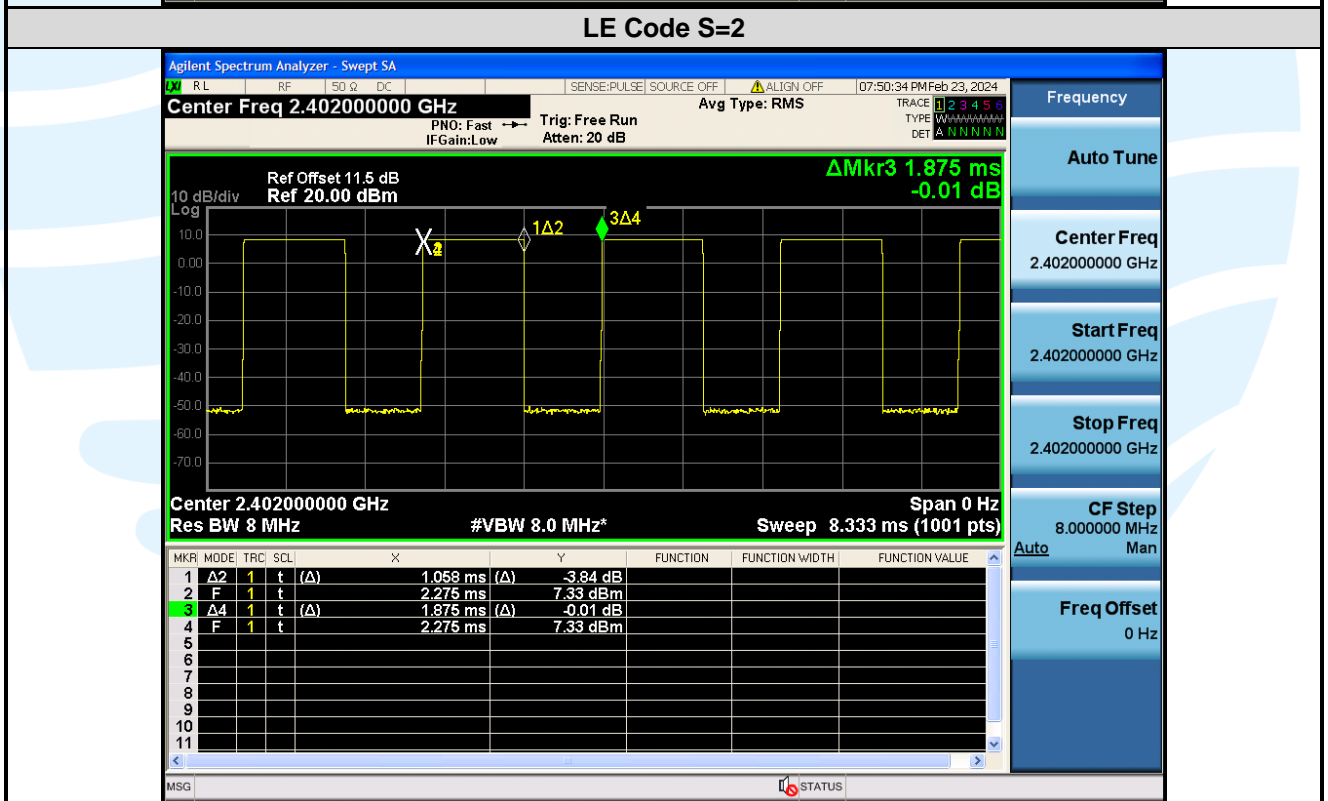 LE Code S=2
Agilent Spectrum Analyzer - Swept SA
LXI RL RF 50 Ω DC SENSE:PULSE SOURCE OFF ALIGN OFF 07:50:34 PM Feb 23, 2024
Center Freq 2.402000000 GHz Avg Type: RMS TRACE 1 2 3 4 5 6
PNO: Fast Trig: Free Run TYPE
IFGain:Low Atten: 20 dB DET A N N N N N
ΔMkr3 1.875 ms
-0.01 dB
Ref Offset 11.5 dB
10 dB/div Ref 20.00 dBm
Log
10.0
0.00
-10.0
-20.0
-30.0
-40.0
-50.0
-60.0
-70.0
1Δ2
3Δ4
Center 2.402000000 GHz Span 0 Hz
Res BW 8 MHz #VBW 8.0 MHz* Sweep 8.333 ms (1001 pts)
MKR MODE TRC SCL X Y FUNCTION FUNCTION WIDTH FUNCTION VALUE
1 Δ2 1 t (Δ) 1.058 ms (Δ) -3.84 dB
2 F 1 t 2.275 ms 7.33 dBm
3 Δ4 1 t (Δ) 1.875 ms (Δ) -0.01 dB
4 F 1 t 2.275 ms 7.33 dBm
5
6
7
8
9
10
11
MSG STATUS
Frequency
Auto Tune
Center Freq
2.402000000 GHz
Start Freq
2.402000000 GHz
Stop Freq
2.402000000 GHz
CF Step
8.000000 MHz
Auto Man
Freq Offset
0 Hz